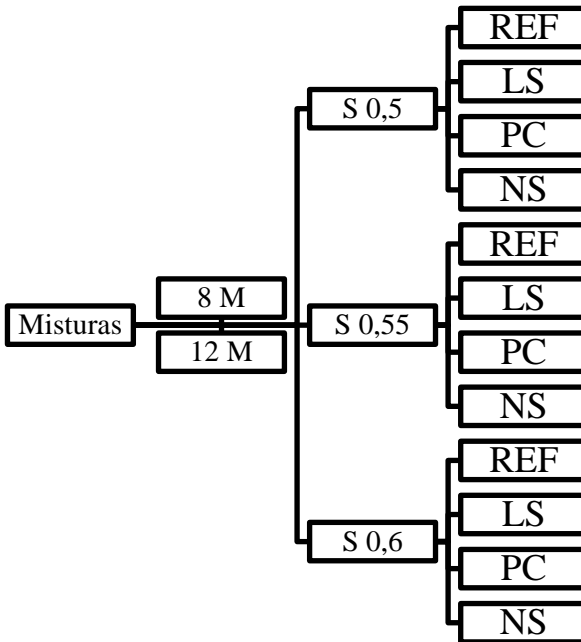 Misturas
8 M
12 M
S 0,5
REF
LS
PC
NS
S 0,55
REF
LS
PC
NS
S 0,6
REF
LS
PC
NS